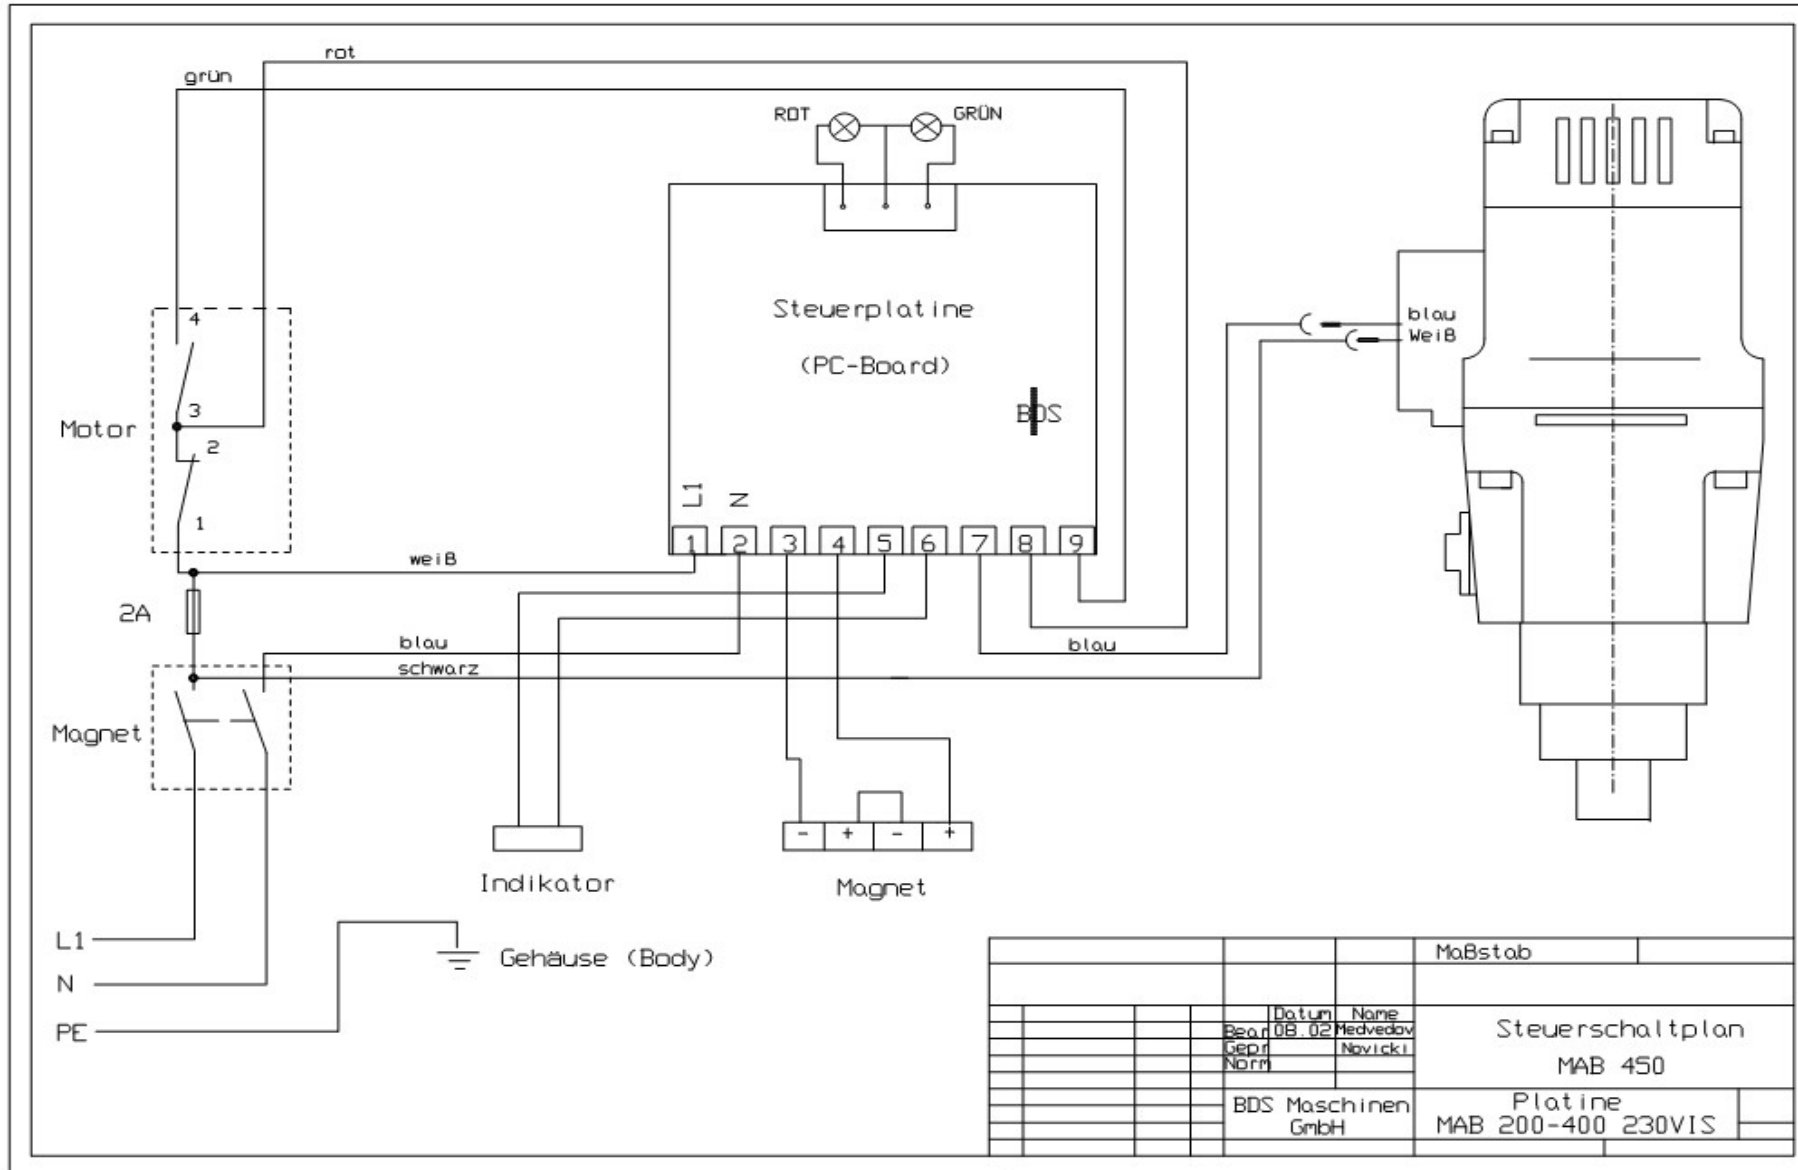 rot
grün
ROT
GRÜN
Steuerplatine
(PC-Board)
BDS
blau
Weiß
4
3
Motor
2
1
L1
N
1 2 3 4 5 6 7 8 9
weiß
2A
blau
blau
schwarz
Magnet
- + - +
Indikator
Magnet
L1
N
PE
Gehäuse (Body)
Maßstab
Datum Name
Bear 08.02 Medvedov
Gepr Novicki
Norm
Steuerschaltplan
MAB 450
BDS Maschinen
GmbH
Platine
MAB 200-400 230VIS